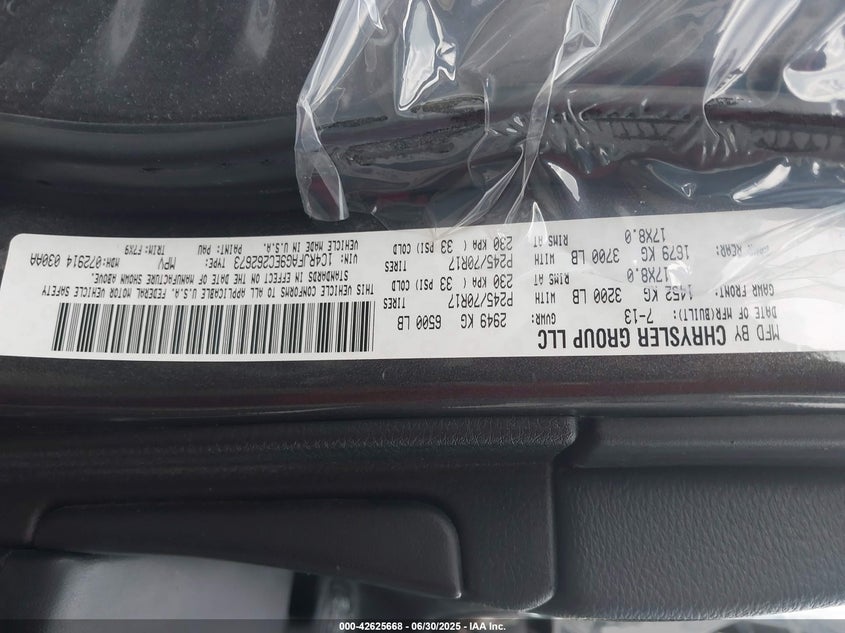 MFD BY CHRYSLER GROUP LLC
DATE OF MFR(BUILT): 7-13 GVWR: 2949 KG 6500 LB
GAWR FRONT: 1452 KG 3200 LB WITH P245/70R17 TIRES
17X8.0 RIMS AT 230 KPA( 33 PSI) COLD
GAWR REAR: 1679 KG 3700 LB WITH P245/70R17 TIRES
17X8.0 RIMS AT 230 KPA( 33 PSI) COLD
THIS VEHICLE CONFORMS TO ALL APPLICABLE U.S.A. FEDERAL MOTOR VEHICLE SAFETY
STANDARDS IN EFFECT ON THE DATE OF MANUFACTURE SHOWN ABOVE.
VIN: 1C4RJFAG9EC262673 TYPE: MPV MDH:072914 030AA
VEHICLE MADE IN U.S.A. PAINT: PAU TRIM: F7X9
000-42625668 - 06/30/2025 - IAA Inc.